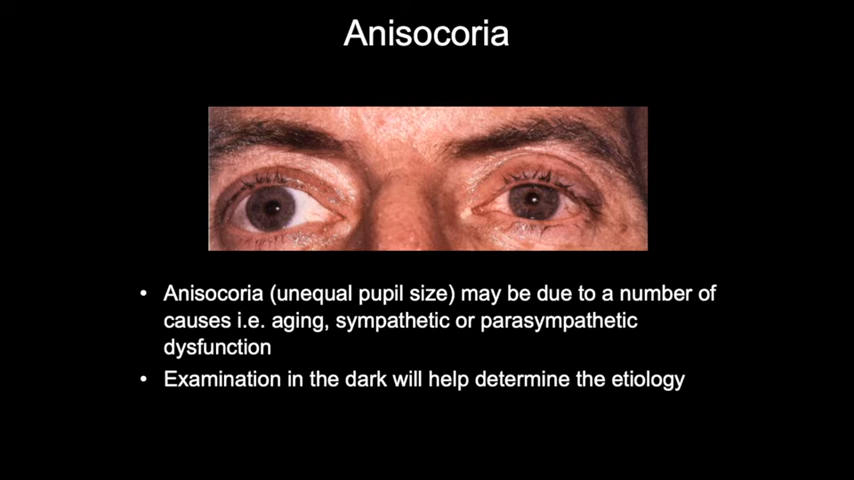 Anisocoria
• Anisocoria (unequal pupil size) may be due to a number of
causes i.e. aging, sympathetic or parasympathetic
dysfunction
• Examination in the dark will help determine the etiology